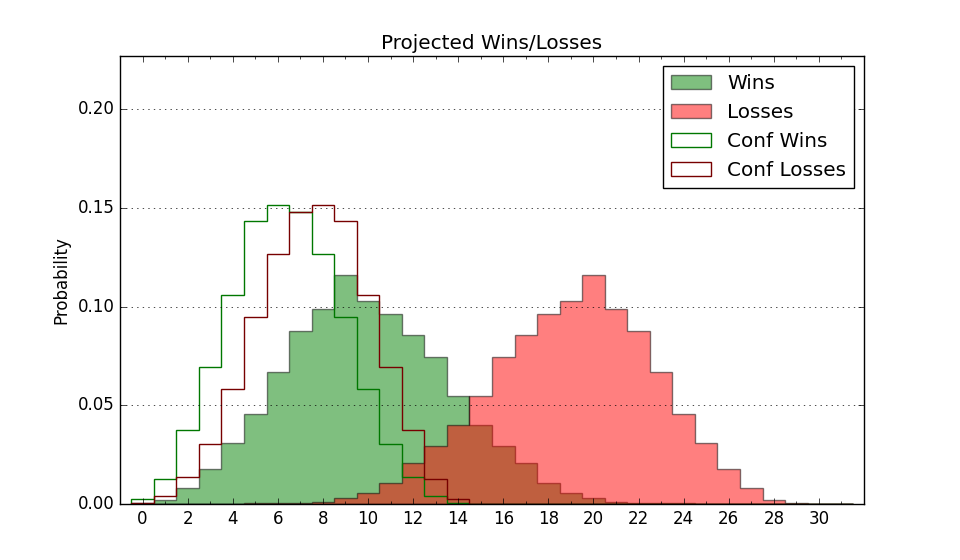 Projected Wins/Losses
Wins
Losses
Conf Wins
Conf Losses
Probability
0.20
0.15
0.10
0.05
0.00
0 2 4 6 8 10 12 14 16 18 20 22 24 26 28 30